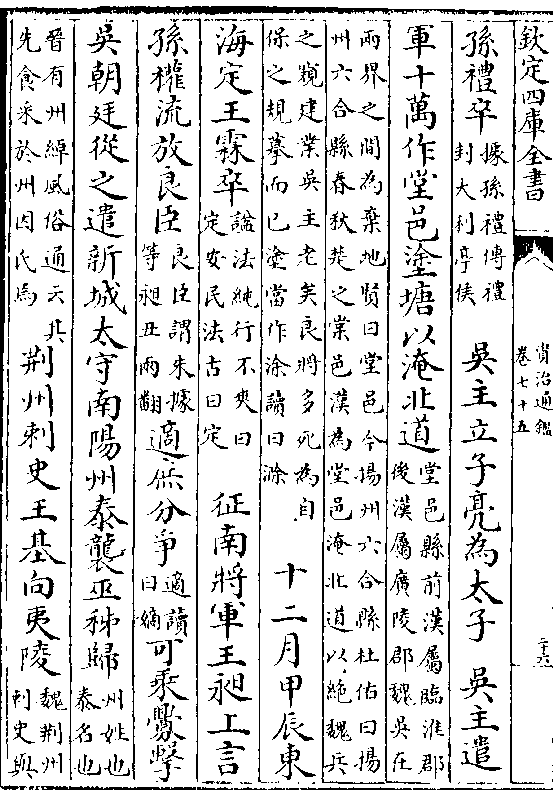 欽定四庫全書
資治通鑑
卷七十五
二十六
孫禮卒
據孫禮傳禮
封大利亭侯
吳主立子亮為太子 吳主遣
軍十萬作堂邑塗塘以淹北道
堂邑縣前漢屬臨淮郡
後漢屬廣陵郡魏吳在
兩界之間為棄地賢曰堂邑今揚州六合縣杜佑曰揚
州六合縣春秋楚之棠邑漢為堂邑淹北道以絶魏兵
之窺建業吳主老矣良將多死為自
保之規摹而已塗當作涂讀曰滁
十二月甲辰東
海定王霖卒
諡法純行不爽曰
定安民法古曰定
征南將軍王昶上言
孫權流放良臣
良臣謂朱據
等昶丑兩翻
適庶分爭
適讀
曰嫡
可乘釁擊
吳朝廷從之遣新城太守南陽州泰襲巫秭歸
州姓也
泰名也
晉有州綽風俗通云其
先食采於州因氏焉
荆州刺史王基向夷陵
魏荆州
刺史與